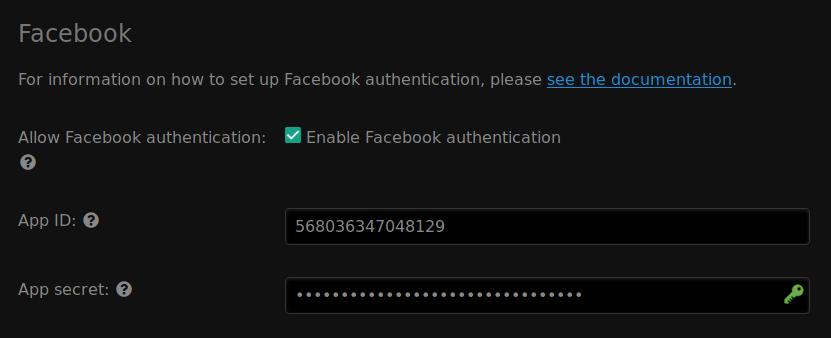 Facebook
For information on how to set up Facebook authentication, please see the documentation.
Allow Facebook authentication: Enable Facebook authentication
App ID: 568036347048129
App secret: ••••••••••••••••••••••••••••••••